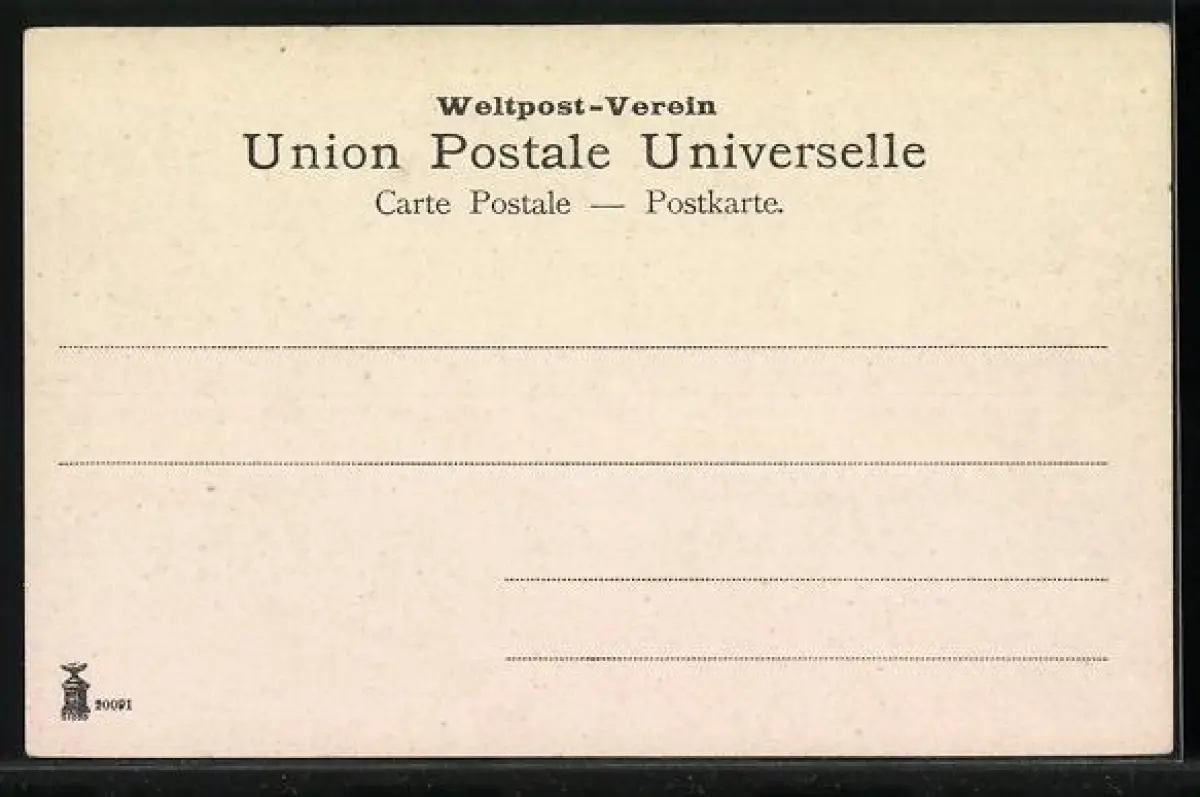 Weltpost-Verein
Union Postale Universelle
Carte Postale — Postkarte.
20091